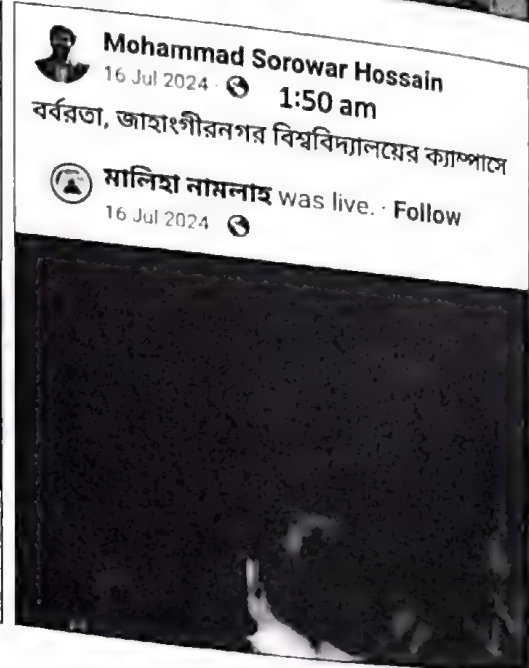 Mohammad Sorowar Hossain
16 Jul 2024 · 1:50 am
বর্বরতা, জাহাংগীরনগর বিশ্ববিদ্যালয়ের ক্যাম্পাসে
মালিহা নামলাহ was live. · Follow
16 Jul 2024